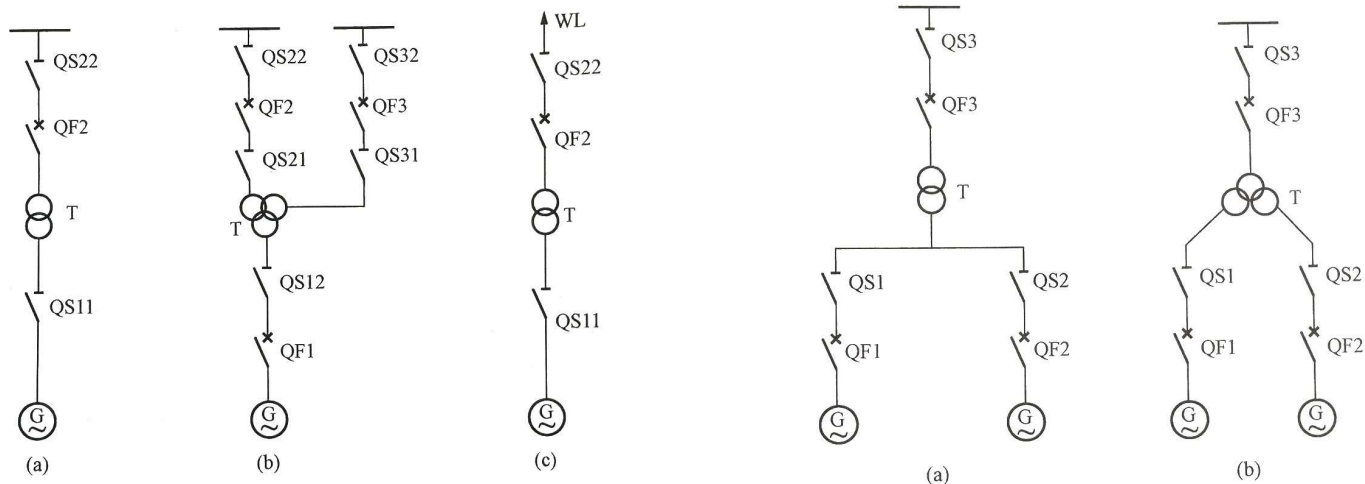 QS22
QF2
T
QS11
G
~
(a)
QS22
QS32
QF2
QF3
QS21
QS31
T
QS12
QF1
G
~
(b)
WL
QS22
QF2
T
QS11
G
~
(c)
QS3
QF3
T
QS1
QS2
QF1
QF2
G
~
G
~
(a)
QS3
QF3
T
QS1
QS2
QF1
QF2
G
~
G
~
(b)